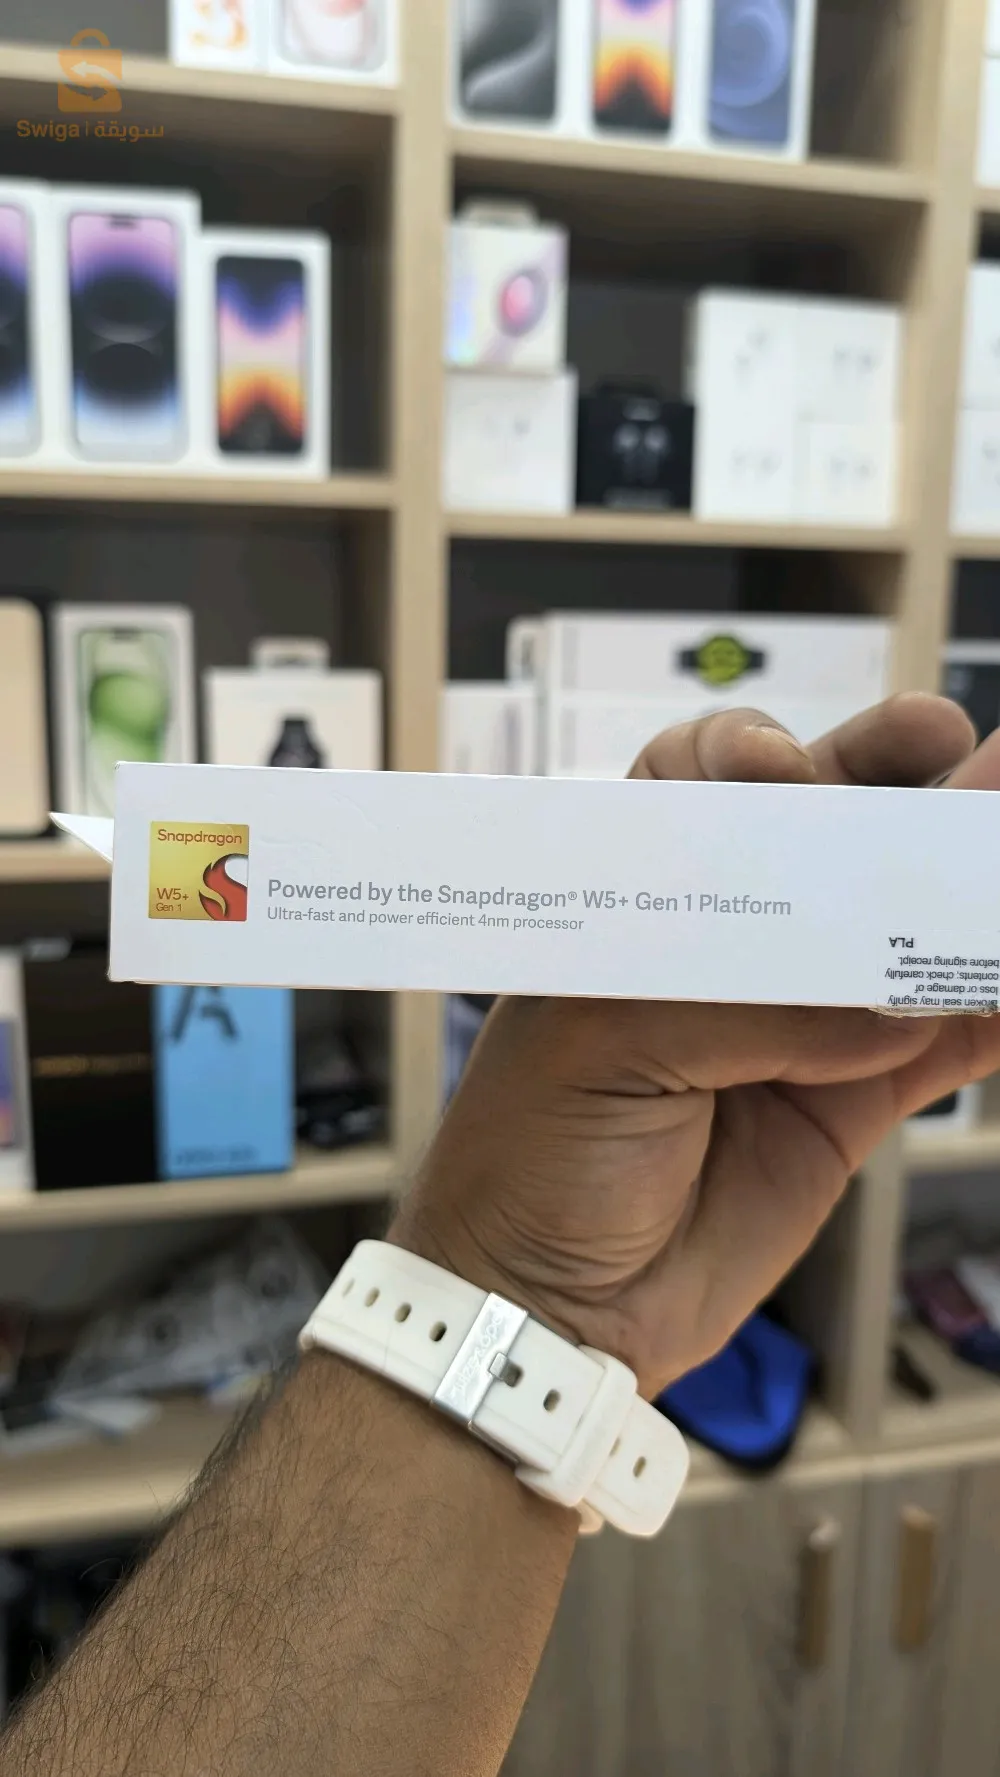 Swiga | سويقة
Snapdragon
W5+
Gen 1
Powered by the Snapdragon® W5+ Gen 1 Platform
Ultra-fast and power efficient 4nm processor
Broken seal may signify
loss or damage of
contents, check carefully
before signing receipt.
PLA